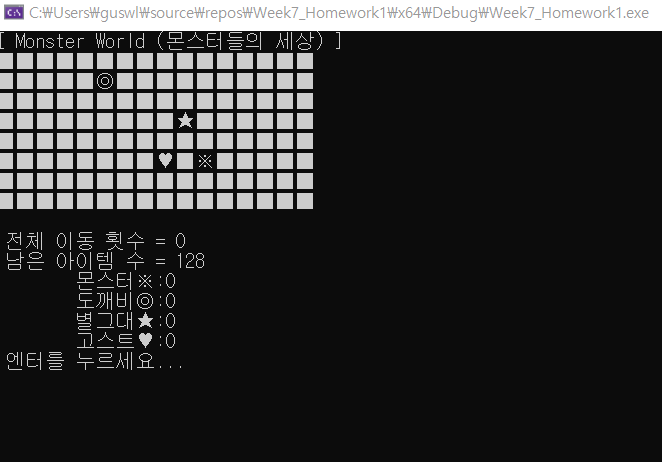 C:\Users\guswl\source\repos\Week7_Homework1\x64\Debug\Week7_Homework1.exe
[ Monster World (몬스터들의 세상) ]
■■■■■■■■■■■■■■■■
■■■■■◎■■■■■■■■■■
■■■■■■■■■■■■■■■■
■■■■■■■■■★■■■■■■
■■■■■■■■■■■■■■■■
■■■■■■■■♥■※■■■■■
■■■■■■■■■■■■■■■■
■■■■■■■■■■■■■■■■
전체 이동 횟수 = 0
남은 아이템 수 = 128
몬스터※:0
도깨비◎:0
별그대★:0
고스트♥:0
엔터를 누르세요...